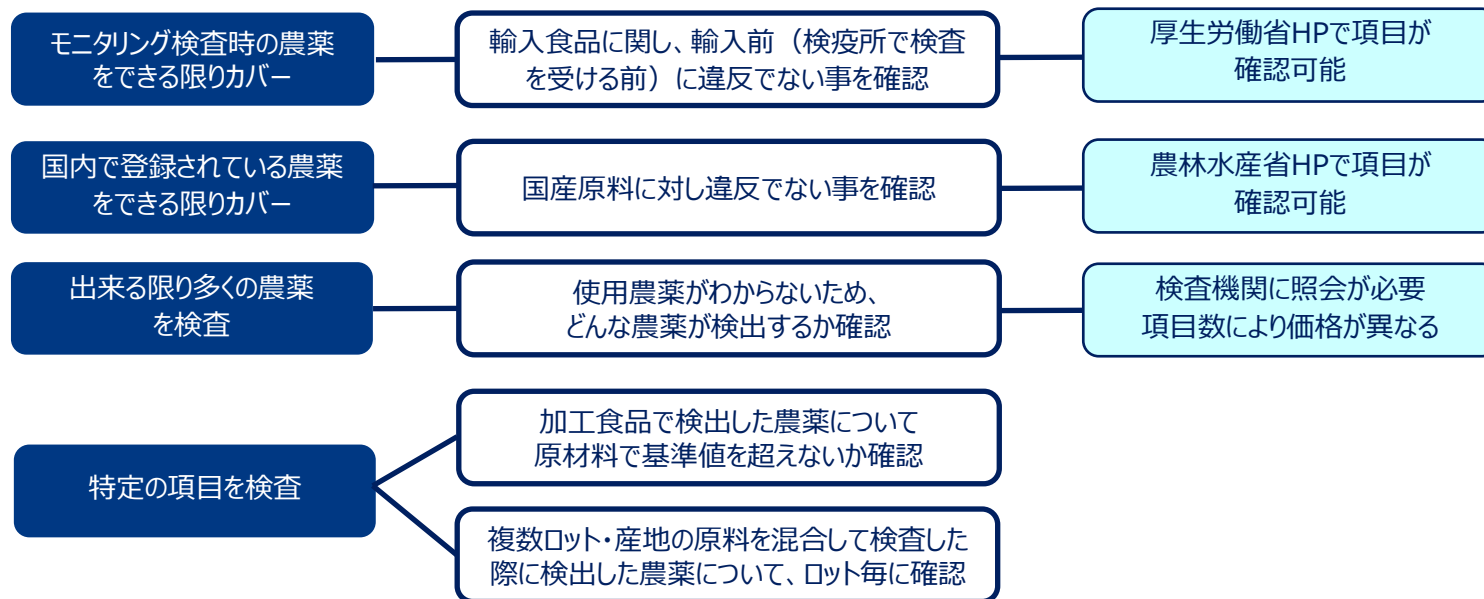 モニタリング検査時の農薬
をできる限りカバー
輸入食品に関し、輸入前（検疫所で検査
を受ける前）に違反でない事を確認
厚生労働省HPで項目が
確認可能
国内で登録されている農薬
をできる限りカバー
国産原料に対し違反でない事を確認
農林水産省HPで項目が
確認可能
出来る限り多くの農薬
を検査
使用農薬がわからないため、
どんな農薬が検出するか確認
検査機関に照会が必要
項目数により価格が異なる
特定の項目を検査
加工食品で検出した農薬について
原材料で基準値を超えないか確認
複数ロット・産地の原料を混合して検査した
際に検出した農薬について、ロット毎に確認